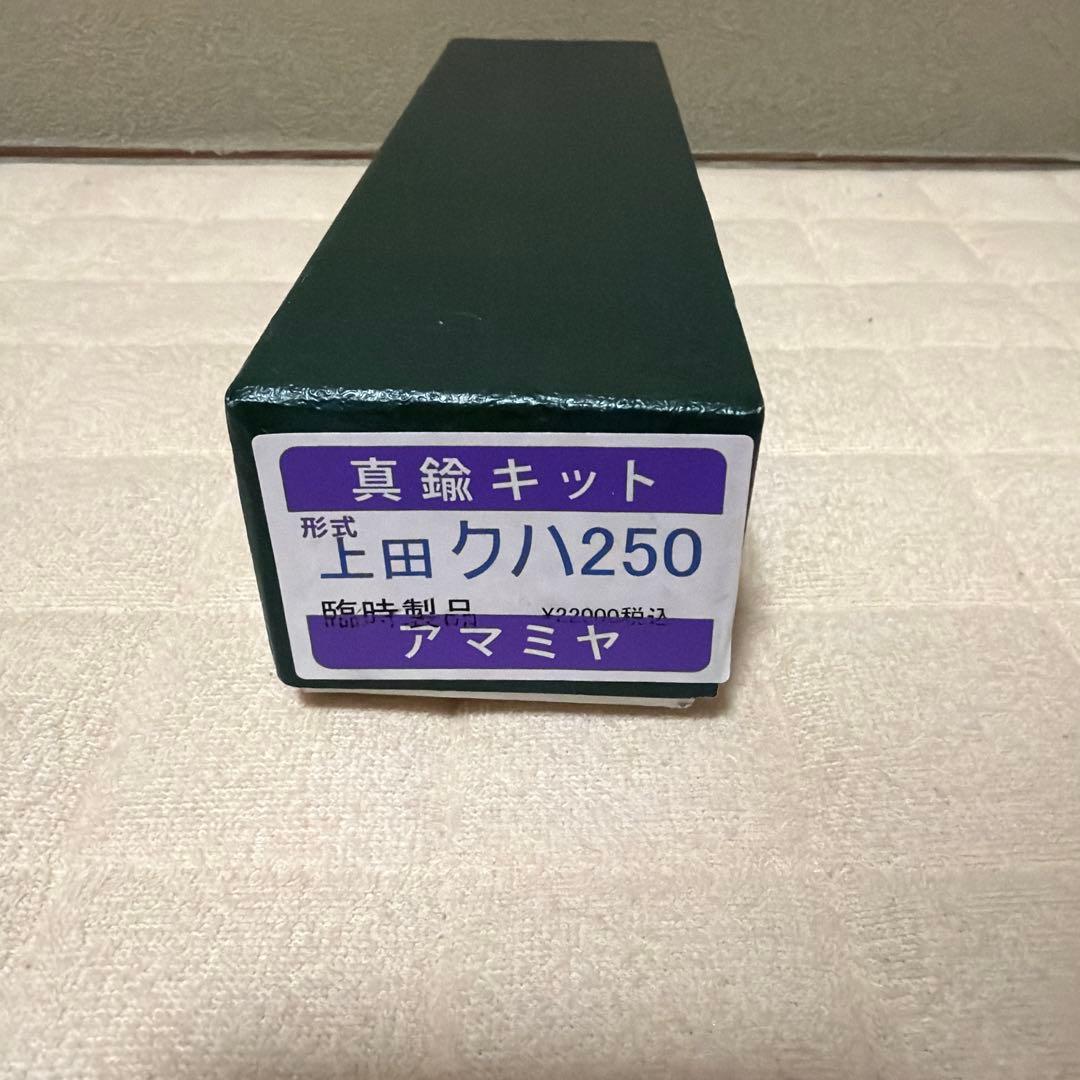 真鍮キット
形式
上田クハ250
臨時製品 ¥22000税込
アマミヤ